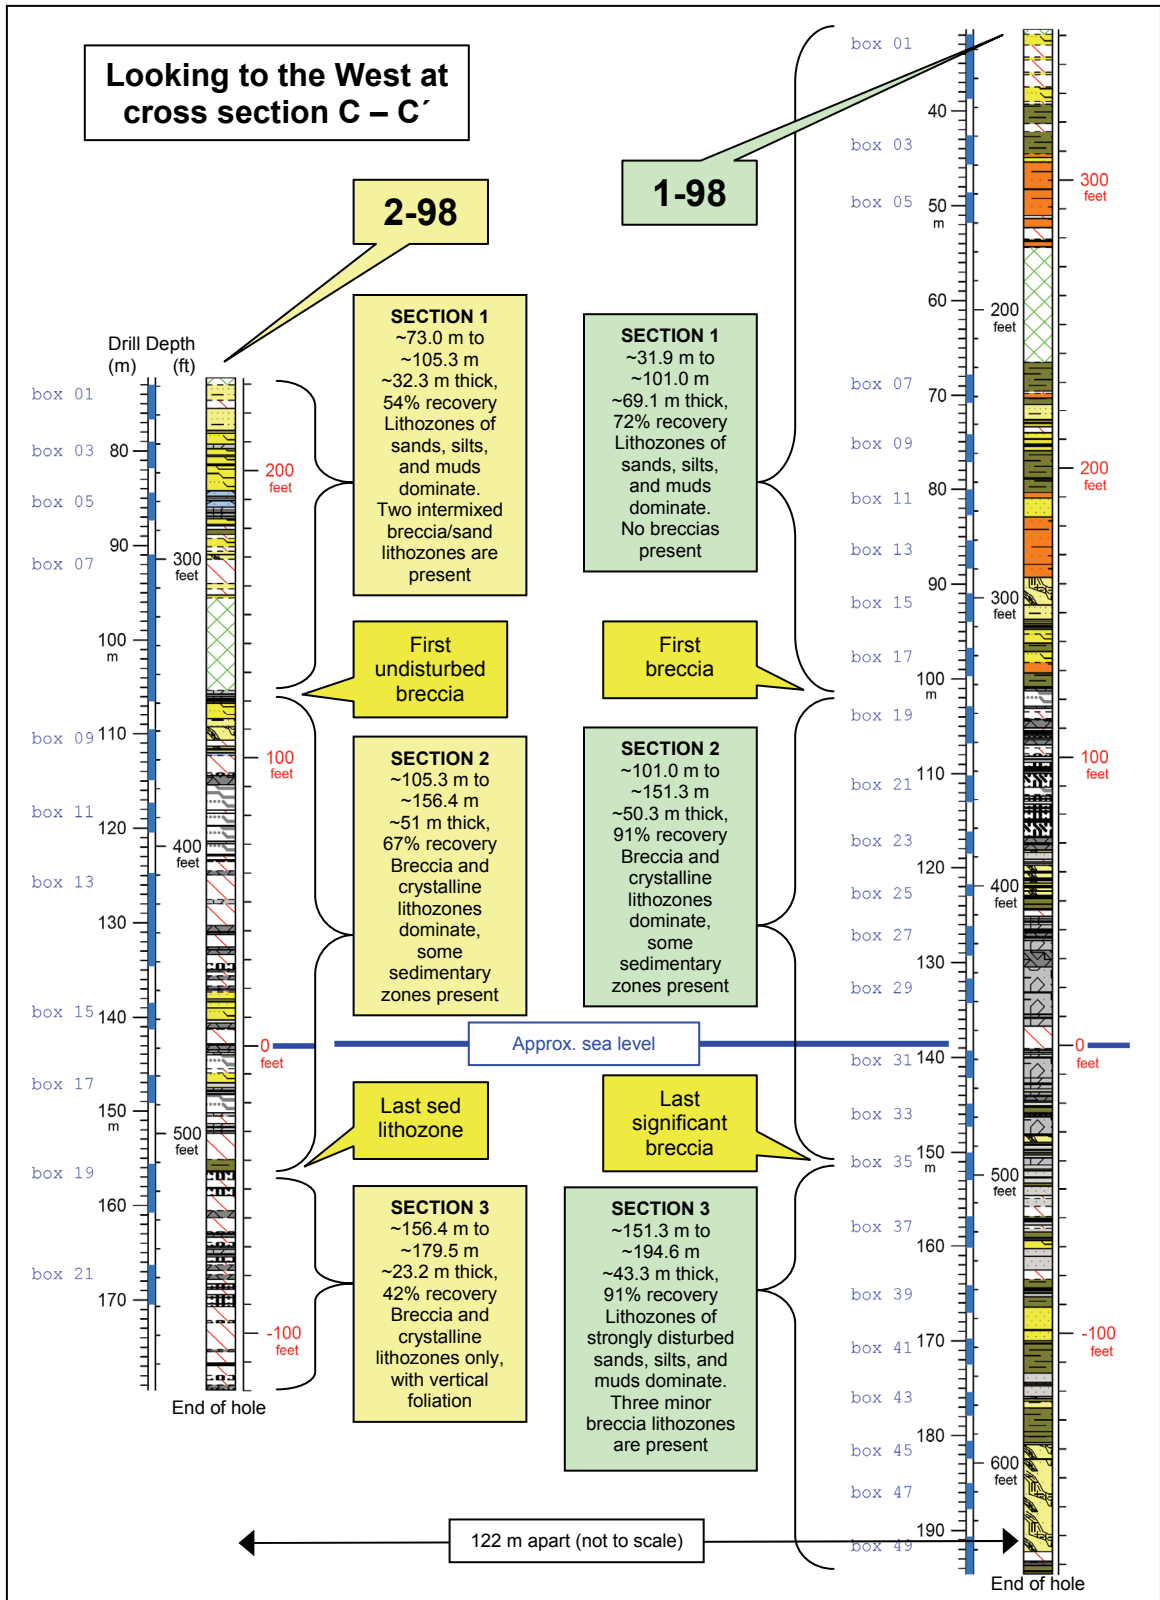 Looking to the West at
cross section C – C´
2-98
1-98
Drill Depth
(m) (ft)
box 01
box 03
box 05
box 07
box 09
box 11
box 13
box 15
box 17
box 19
box 21
80
90
100
m
110
120
130
140
150
m
160
170
300
feet
400
feet
500
feet
200
feet
100
feet
0
feet
-100
feet
End of hole
SECTION 1
~73.0 m to
~105.3 m
~32.3 m thick,
54% recovery
Lithozones of
sands, silts,
and muds
dominate.
Two intermixed
breccia/sand
lithozones are
present
First
undisturbed
breccia
SECTION 2
~105.3 m to
~156.4 m
~51 m thick,
67% recovery
Breccia and
crystalline
lithozones
dominate,
some
sedimentary
zones present
Last sed
lithozone
SECTION 3
~156.4 m to
~179.5 m
~23.2 m thick,
42% recovery
Breccia and
crystalline
lithozones only,
with vertical
foliation
SECTION 1
~31.9 m to
~101.0 m
~69.1 m thick,
72% recovery
Lithozones of
sands, silts,
and muds
dominate.
No breccias
present
First
breccia
SECTION 2
~101.0 m to
~151.3 m
~50.3 m thick,
91% recovery
Breccia and
crystalline
lithozones
dominate,
some
sedimentary
zones present
Approx. sea level
Last
significant
breccia
SECTION 3
~151.3 m to
~194.6 m
~43.3 m thick,
91% recovery
Lithozones of
strongly disturbed
sands, silts, and
muds dominate.
Three minor
breccia lithozones
are present
box 01
box 03
box 05
box 07
box 09
box 11
box 13
box 15
box 17
box 19
box 21
box 23
box 25
box 27
box 29
box 31
box 33
box 35
box 37
box 39
box 41
box 43
box 45
box 47
box 49
40
50
m
60
70
80
90
100
m
110
120
130
140
150
m
160
170
180
190
200
feet
300
feet
400
feet
500
feet
600
feet
300
feet
200
feet
100
feet
0
feet
-100
feet
122 m apart (not to scale)
End of hole